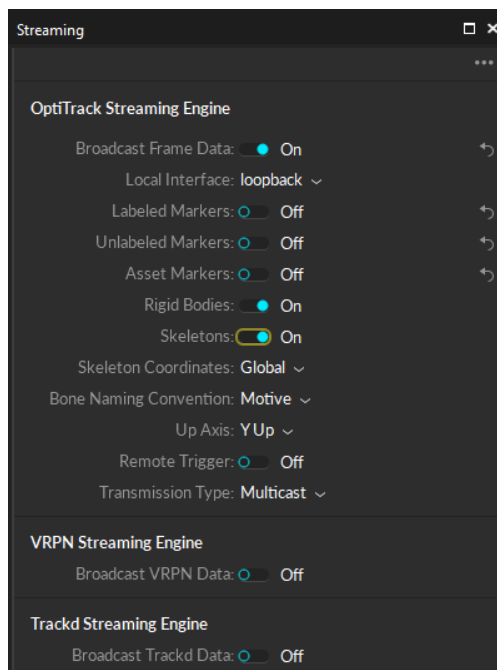 Streaming
OptiTrack Streaming Engine
Broadcast Frame Data: On
Local Interface: loopback
Labeled Markers: Off
Unlabeled Markers: Off
Asset Markers: Off
Rigid Bodies: On
Skeletons: On
Skeleton Coordinates: Global
Bone Naming Convention: Motive
Up Axis: Y Up
Remote Trigger: Off
Transmission Type: Multicast
VRPN Streaming Engine
Broadcast VRPN Data: Off
Trackd Streaming Engine
Broadcast Trackd Data: Off